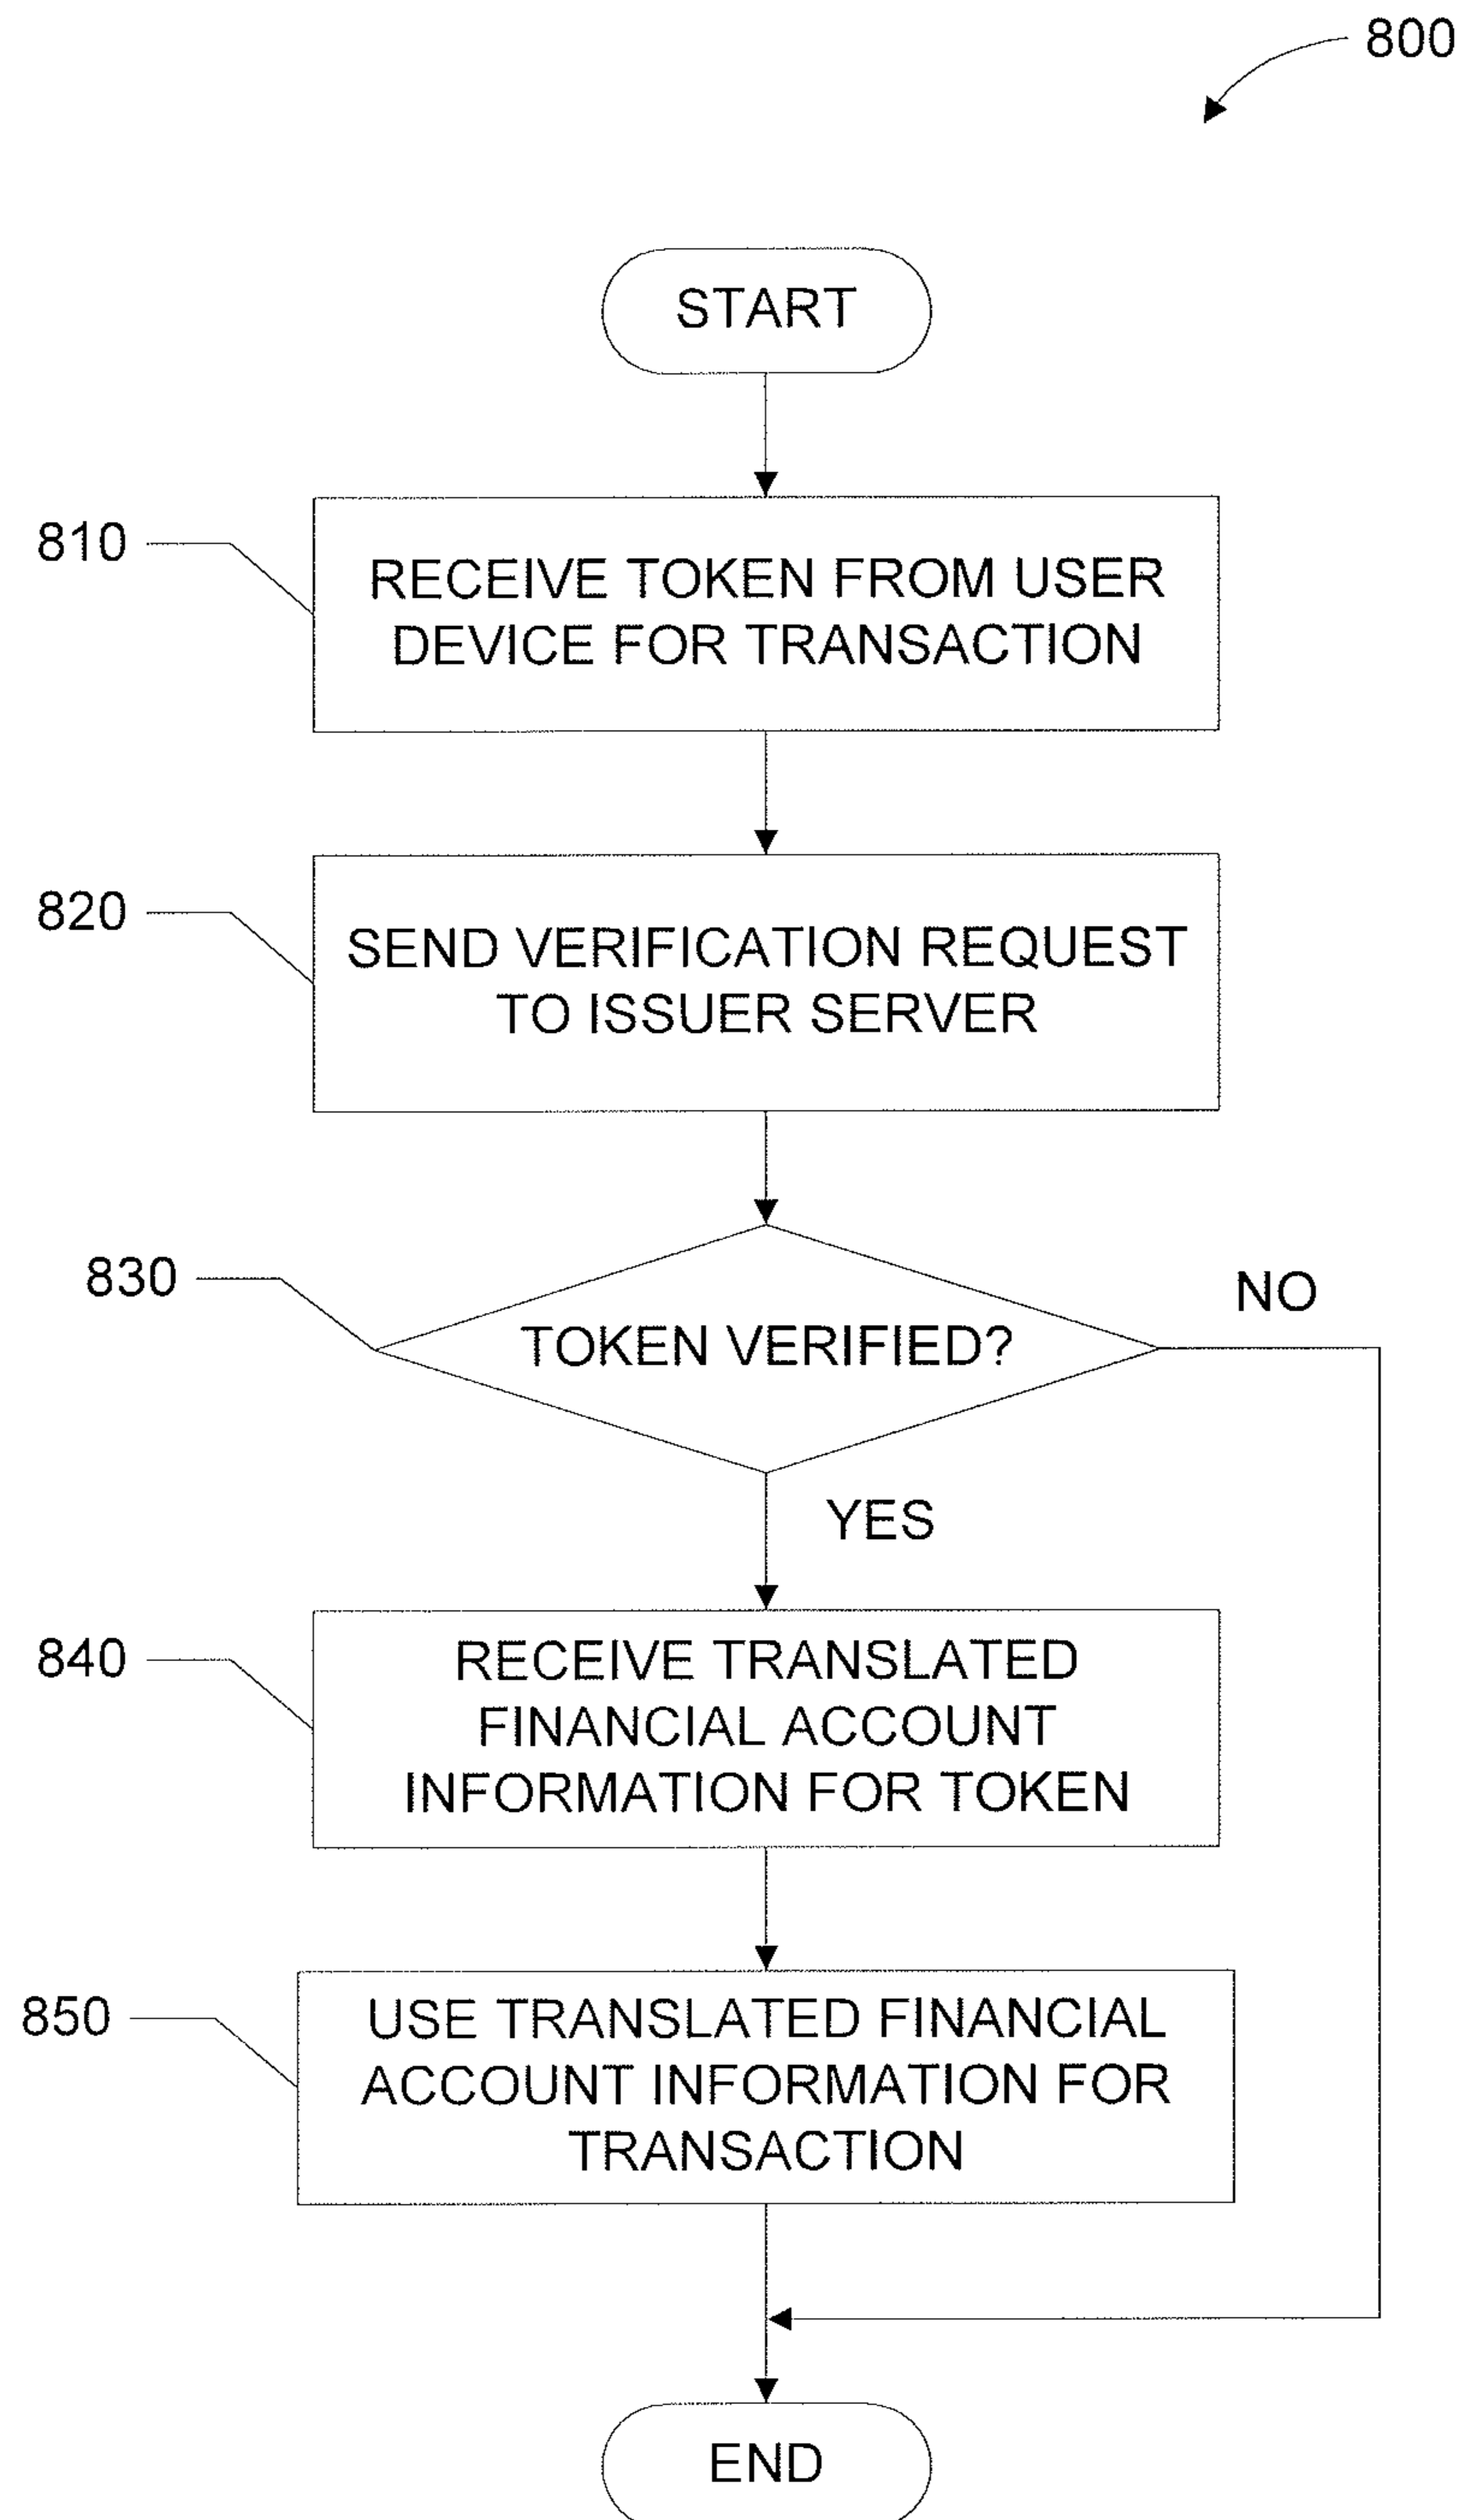 800
START
810
RECEIVE TOKEN FROM USER
DEVICE FOR TRANSACTION
820
SEND VERIFICATION REQUEST
TO ISSUER SERVER
830
TOKEN VERIFIED?
NO
YES
840
RECEIVE TRANSLATED
FINANCIAL ACCOUNT
INFORMATION FOR TOKEN
850
USE TRANSLATED FINANCIAL
ACCOUNT INFORMATION FOR
TRANSACTION
END